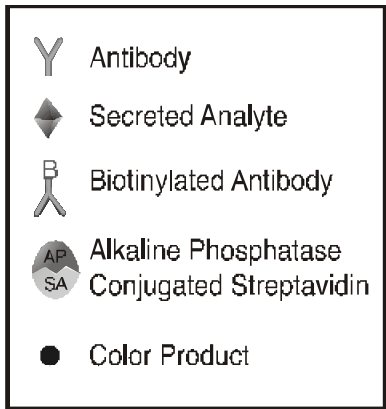 Antibody
Secreted Analyte
B
Biotinylated Antibody
AP
SA
Alkaline Phosphatase
Conjugated Streptavidin
Color Product